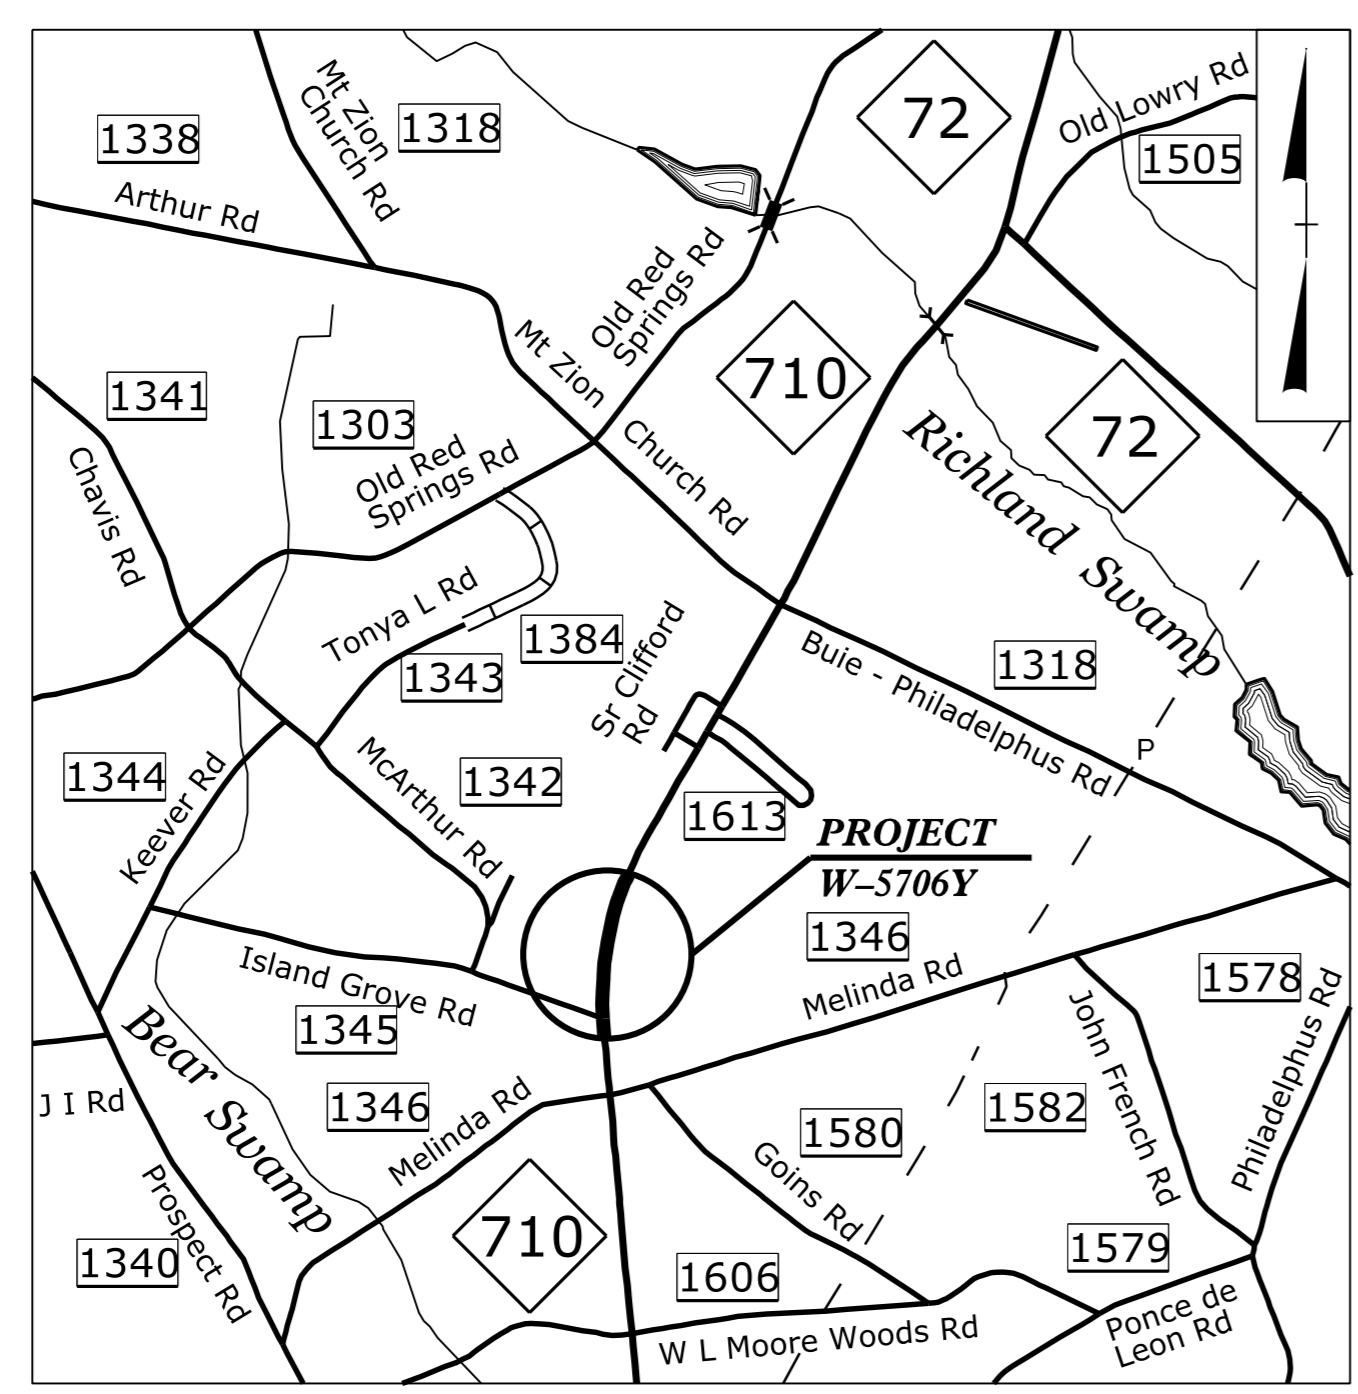 Mt Zion
Church Rd
1338
1318
72
Old Lowry Rd
1505
Arthur Rd
Old Red
Springs Rd
Mt Zion
710
1341
1303
72
Church Rd
Old Red
Springs Rd
Chavis Rd
Richland Swamp
Tonya L Rd
1384
1343
Sr Clifford
Rd
Buie - Philadelphus Rd
1318
P
1344
Keever Rd
McArthur Rd
1342
1613
PROJECT
W-5706Y
1346
Melinda Rd
Island Grove Rd
1345
1578
Philadelphus Rd
John French Rd
Bear Swamp
J I Rd
1346
Melinda Rd
1580
1582
Goins Rd
Prospect Rd
1340
710
1606
1579
W L Moore Woods Rd
Ponce de
Leon Rd